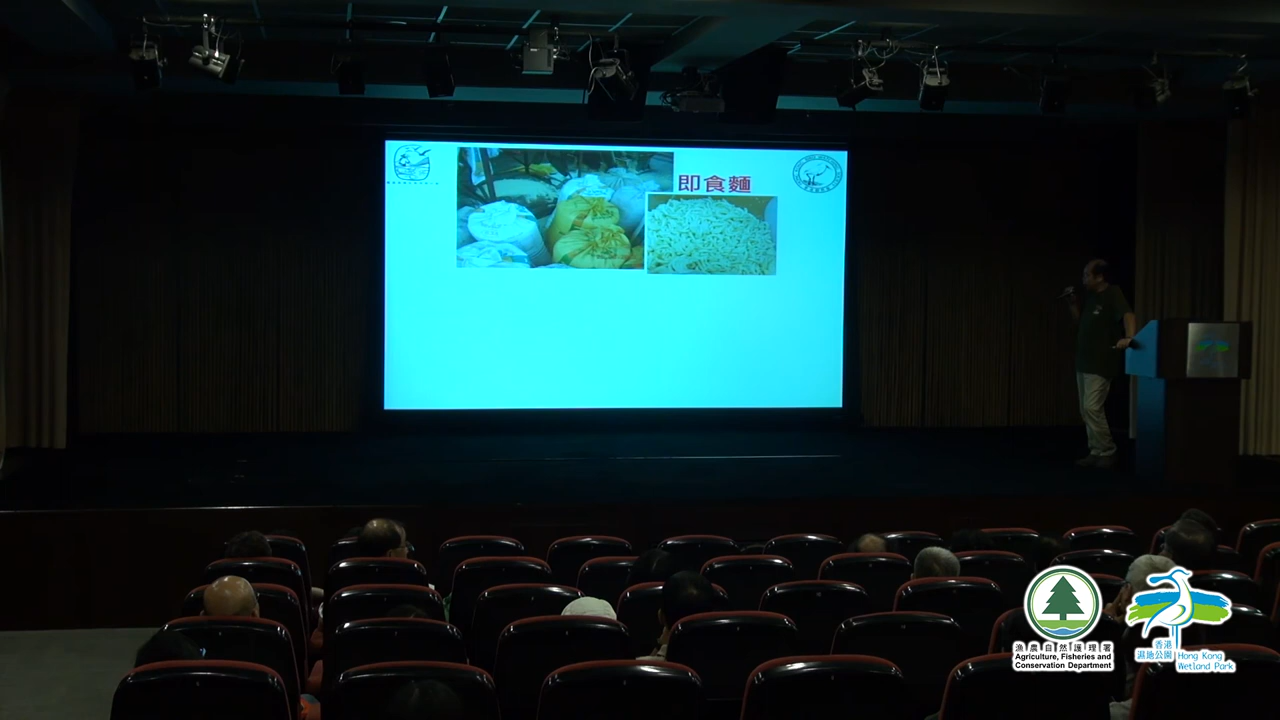 即食麵
漁農自然護理署
Agriculture, Fisheries and
Conservation Department
香港
濕地公園
Hong Kong
Wetland Park